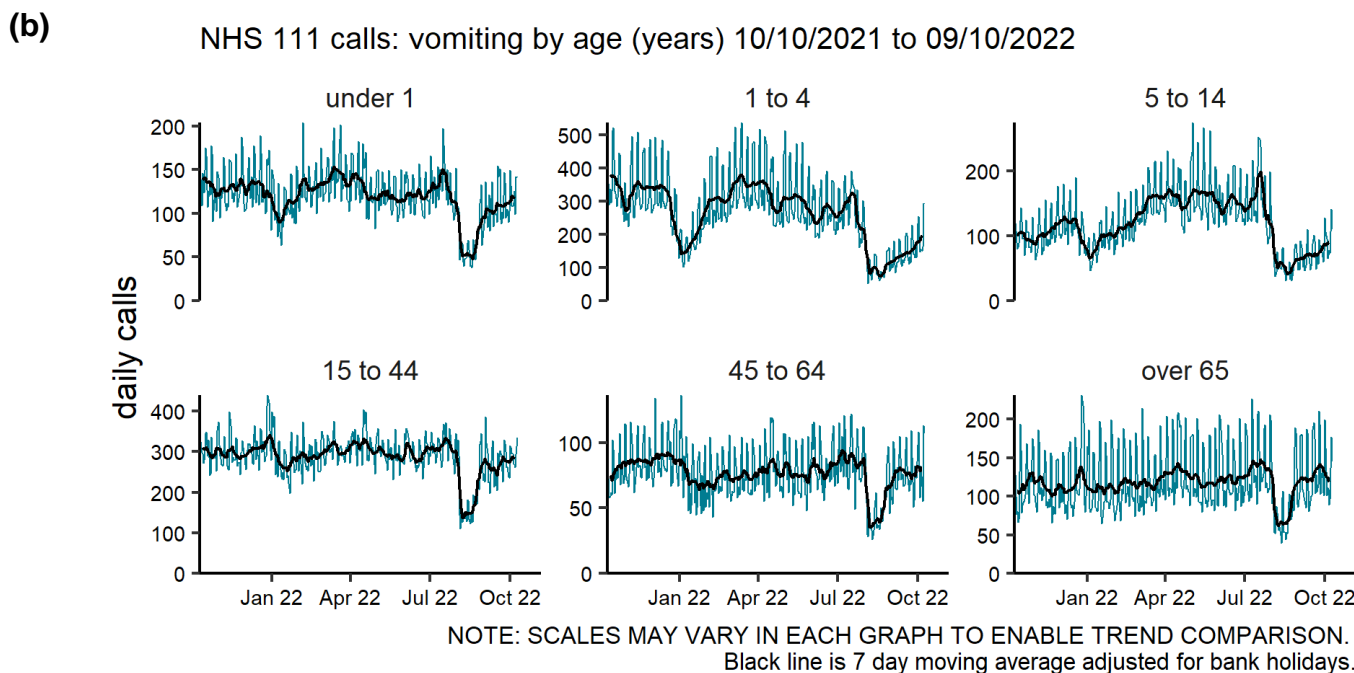 (b)
NHS 111 calls: vomiting by age (years) 10/10/2021 to 09/10/2022
daily calls
under 1
200
150
100
50
0
1 to 4
500
400
300
200
100
0
5 to 14
200
100
0
15 to 44
400
300
200
100
0
Jan 22 Apr 22 Jul 22 Oct 22
45 to 64
100
50
0
Jan 22 Apr 22 Jul 22 Oct 22
over 65
200
150
100
50
0
Jan 22 Apr 22 Jul 22 Oct 22
NOTE: SCALES MAY VARY IN EACH GRAPH TO ENABLE TREND COMPARISON.
Black line is 7 day moving average adjusted for bank holidays.